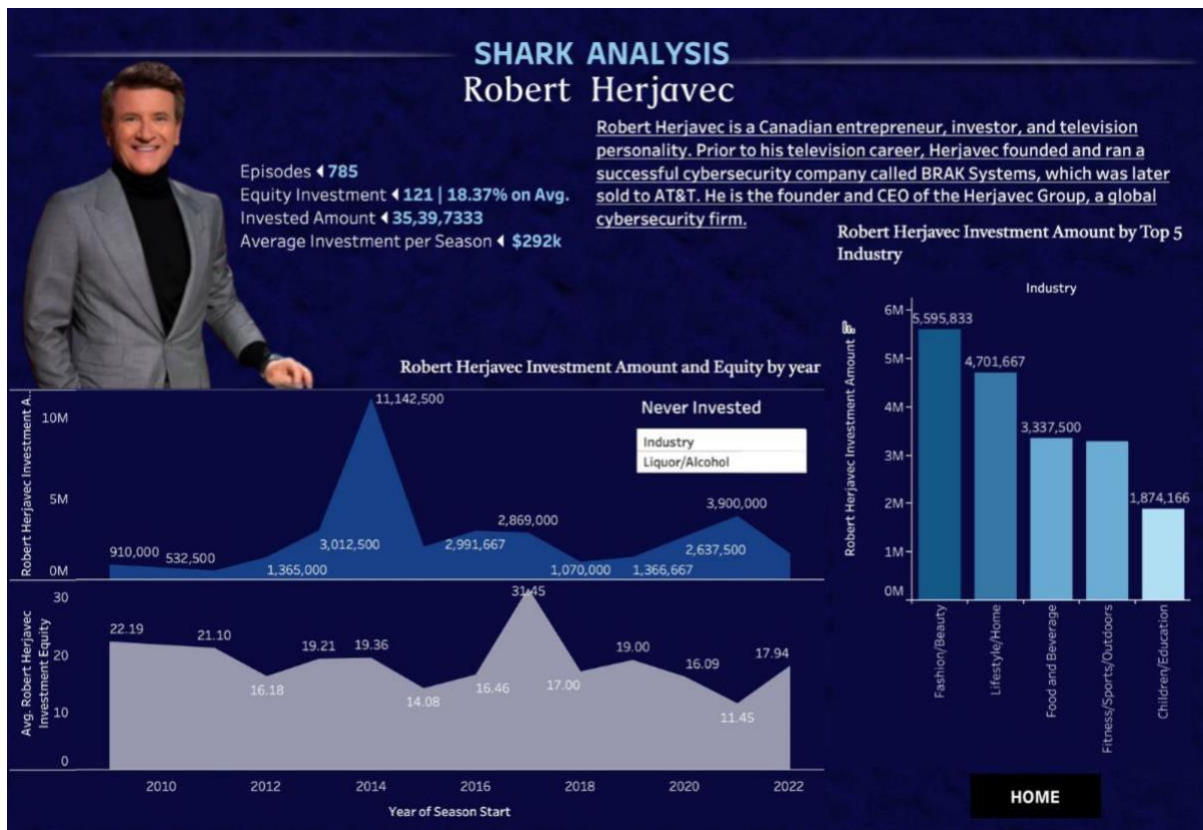 SHARK ANALYSIS
Robert Herjavec
Robert Herjavec is a Canadian entrepreneur, investor, and television
personality. Prior to his television career, Herjavec founded and ran a
successful cybersecurity company called BRAK Systems, which was later
sold to AT&T. He is the founder and CEO of the Herjavec Group, a global
cybersecurity firm.
Episodes 785
Equity Investment 121 | 18.37% on Avg.
Invested Amount 35,39,7333
Average Investment per Season $292k
Robert Herjavec Investment Amount by Top 5
Industry
Industry
Robert Herjavec Investment Amount
6M
5M
4M
3M
2M
1M
0M
5,595,833
4,701,667
3,337,500
1,874,166
Fashion/Beauty
Lifestyle/Home
Food and Beverage
Fitness/Sports/Outdoors
Children/Education
Robert Herjavec Investment Amount and Equity by year
Never Invested
Industry
Liquor/Alcohol
Robert Herjavec Investment A..
10M
5M
0M
910,000
532,500
1,365,000
3,012,500
11,142,500
2,991,667
2,869,000
1,070,000
1,366,667
2,637,500
3,900,000
Avg. Robert Herjavec
Investment Equity
30
20
10
0
22.19
21.10
16.18
19.21
19.36
14.08
16.46
31.45
17.00
19.00
16.09
11.45
17.94
2010
2012
2014
2016
2018
2020
2022
Year of Season Start
HOME